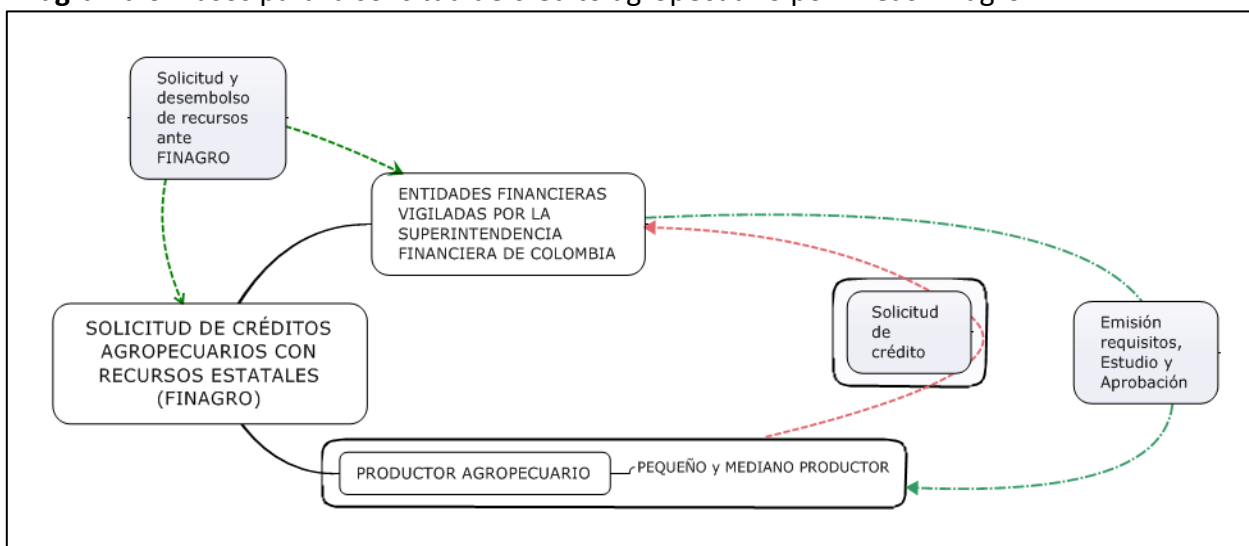 Solicitud y
desembolso
de recursos
ante
FINAGRO
ENTIDADES FINANCIERAS
VIGILADAS POR LA
SUPERINTENDENCIA
FINANCIERA DE COLOMBIA
SOLICITUD DE CRÉDITOS
AGROPECUARIOS CON
RECURSOS ESTATALES
(FINAGRO)
Solicitud
de
crédito
Emisión
requisitos,
Estudio y
Aprobación
PRODUCTOR AGROPECUARIO
PEQUEÑO y MEDIANO PRODUCTOR